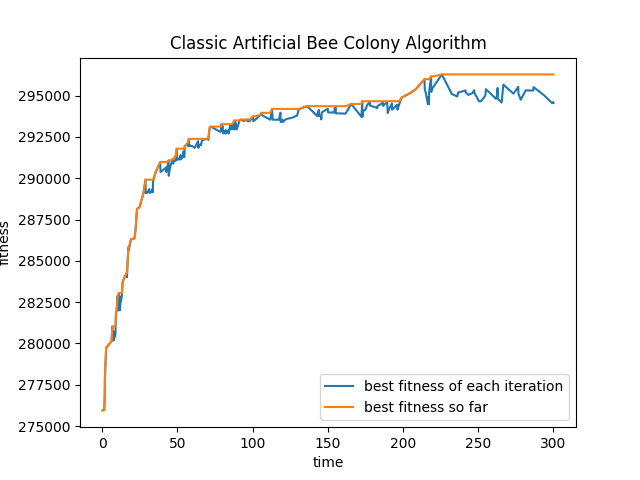 Classic Artificial Bee Colony Algorithm
fitness
295000
292500
290000
287500
285000
282500
280000
277500
275000
0 50 100 150 200 250 300
time
best fitness of each iteration
best fitness so far